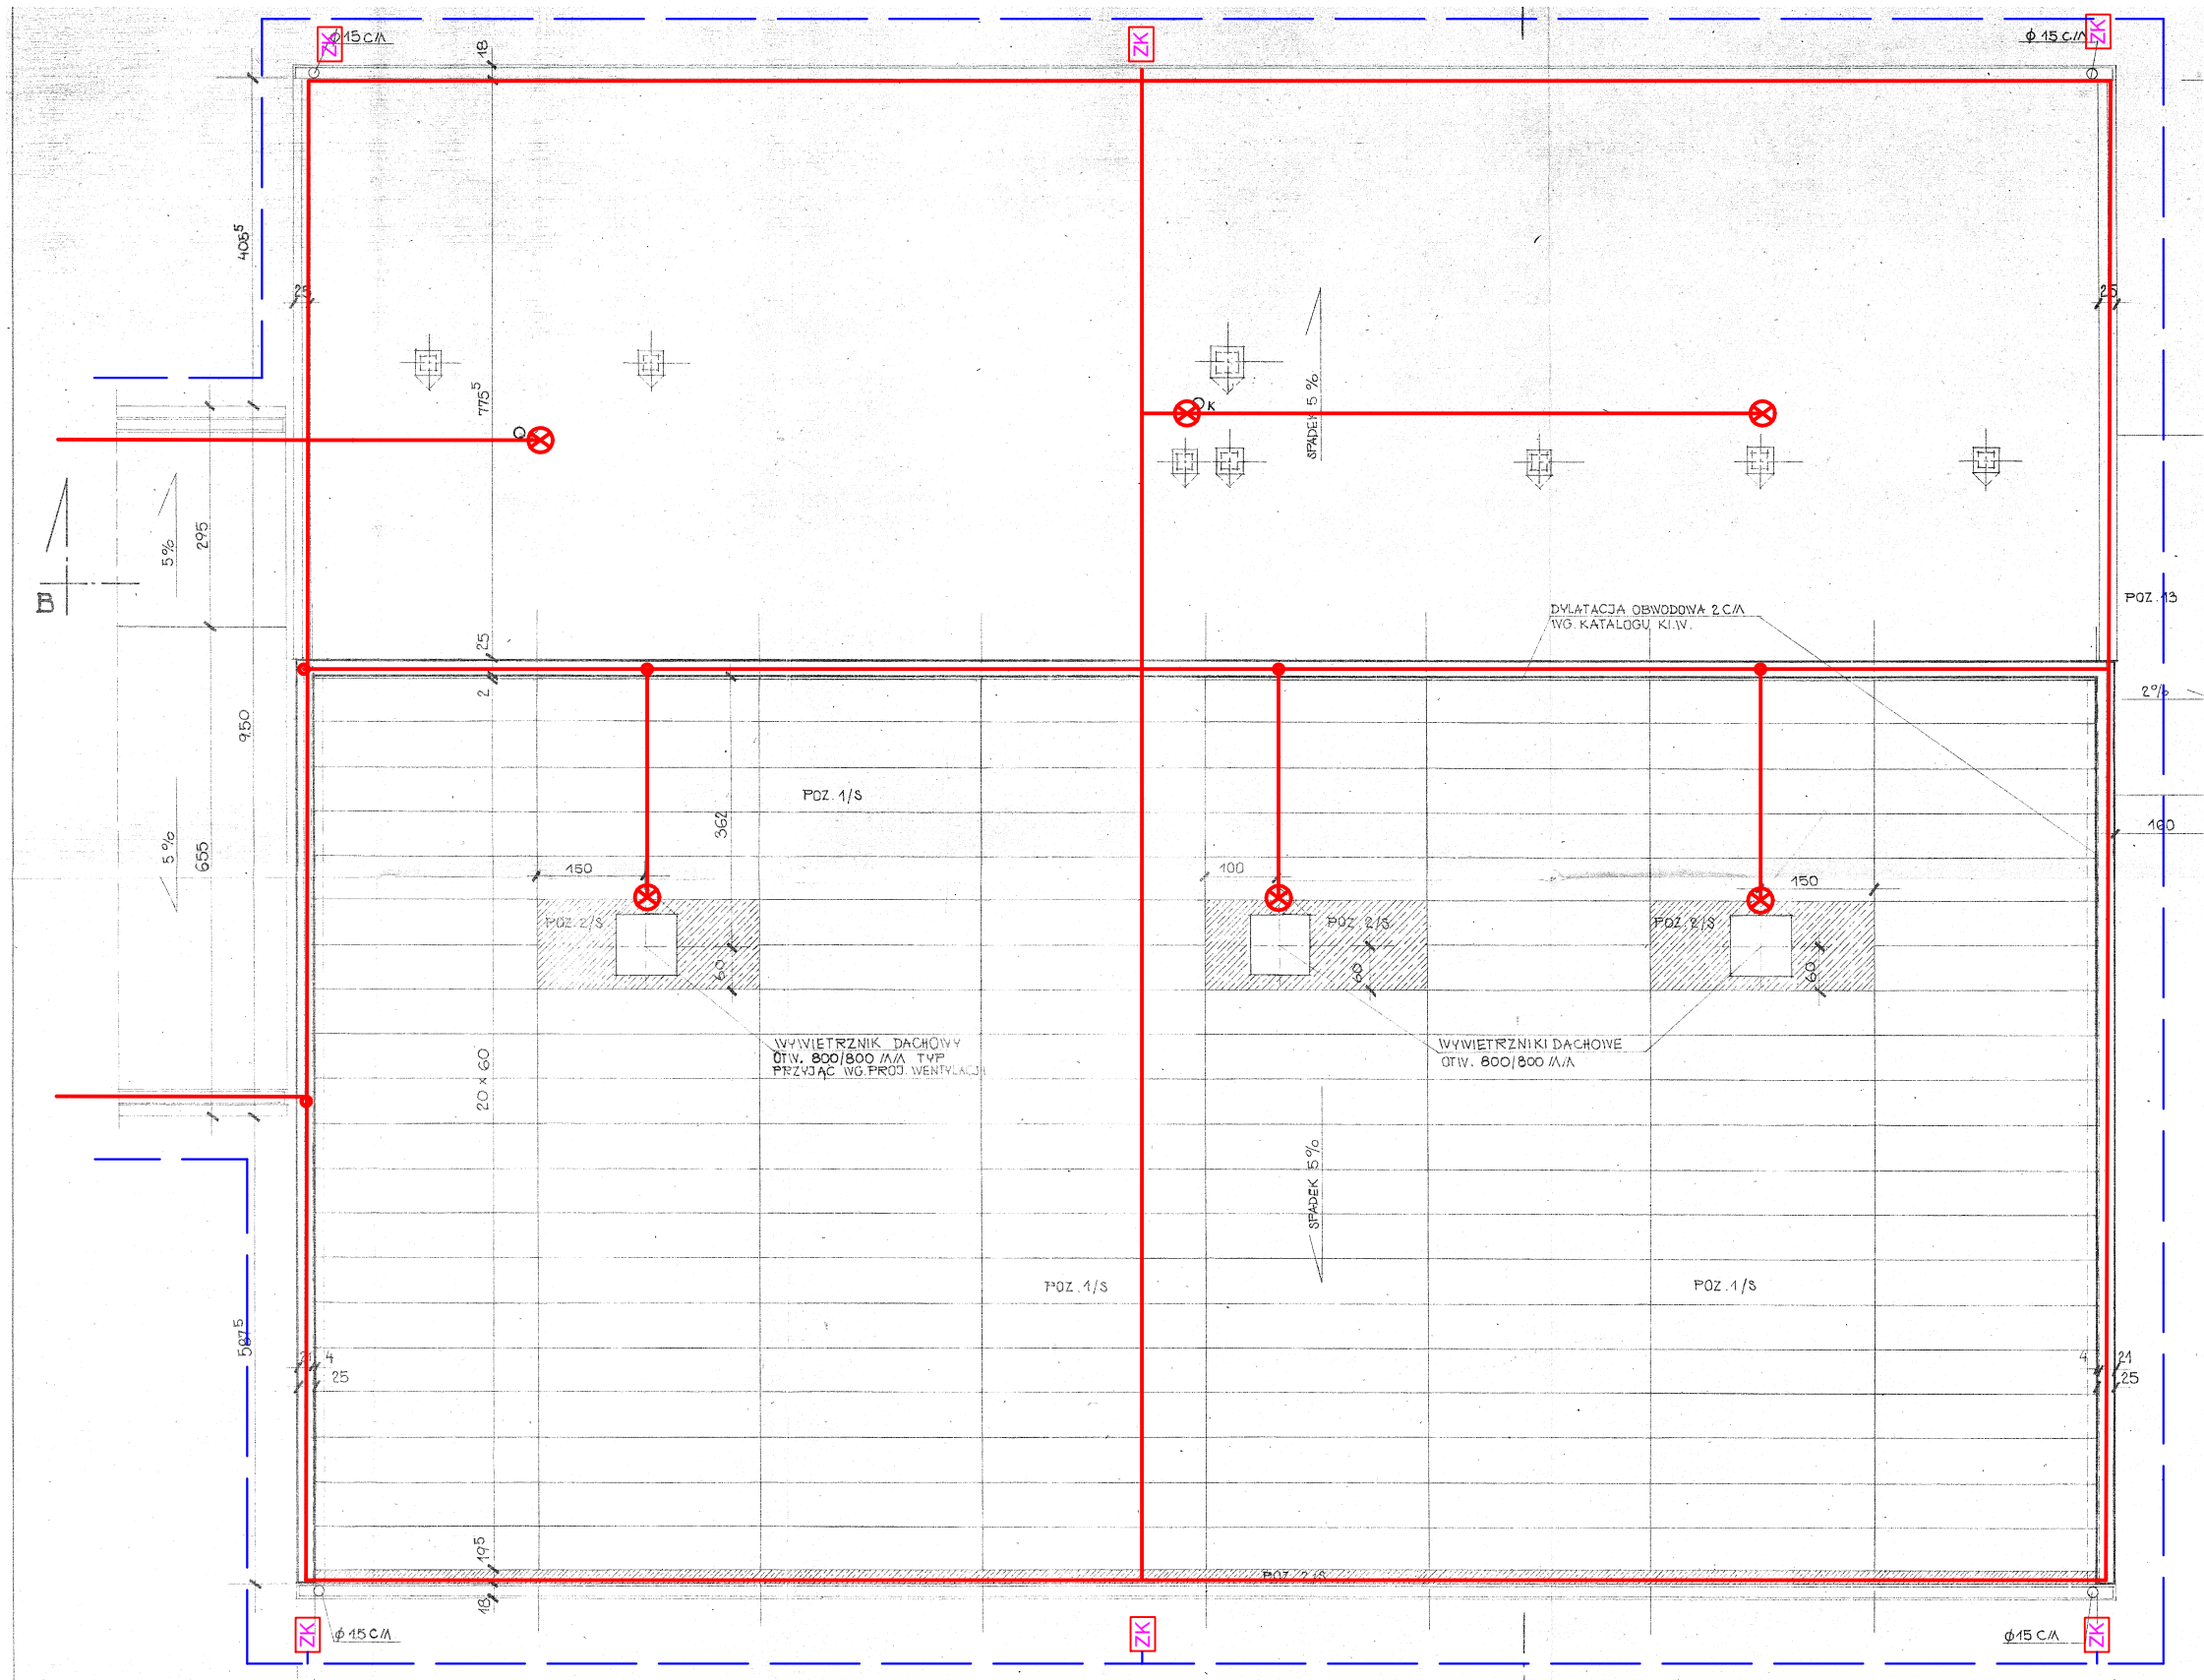 ZK
Φ15 C/M
ZK
Φ 15 C/M
ZK
18
405⁵
25
25
775⁵
SPADEK 5 %
K
5%
295
B
POZ. 13
DYLATACJA OBWODOWA 2 C/M
WG. KATALOGU KI.W.
25
2
2%
950
POZ. 1/S
362
5%
655
160
150
100
150
POZ. 2/S
POZ. 2/S
POZ. 2/S
60
60
60
WYWIETRZNIK DACHOWY
OTW. 800/800 M/M TYP
PRZYJĄĆ WG. PROJ. WENTYLACJI
WYWIETRZNIKI DACHOWE
OTW. 800/800 M/M
20 x 60
SPADEK 5%
POZ. 1/S
POZ. 1/S
587⁵
21
4
25
4
21
25
195
POZ. 2/S
18
ZK
Φ 15 C/M
ZK
Φ15 C/M
ZK